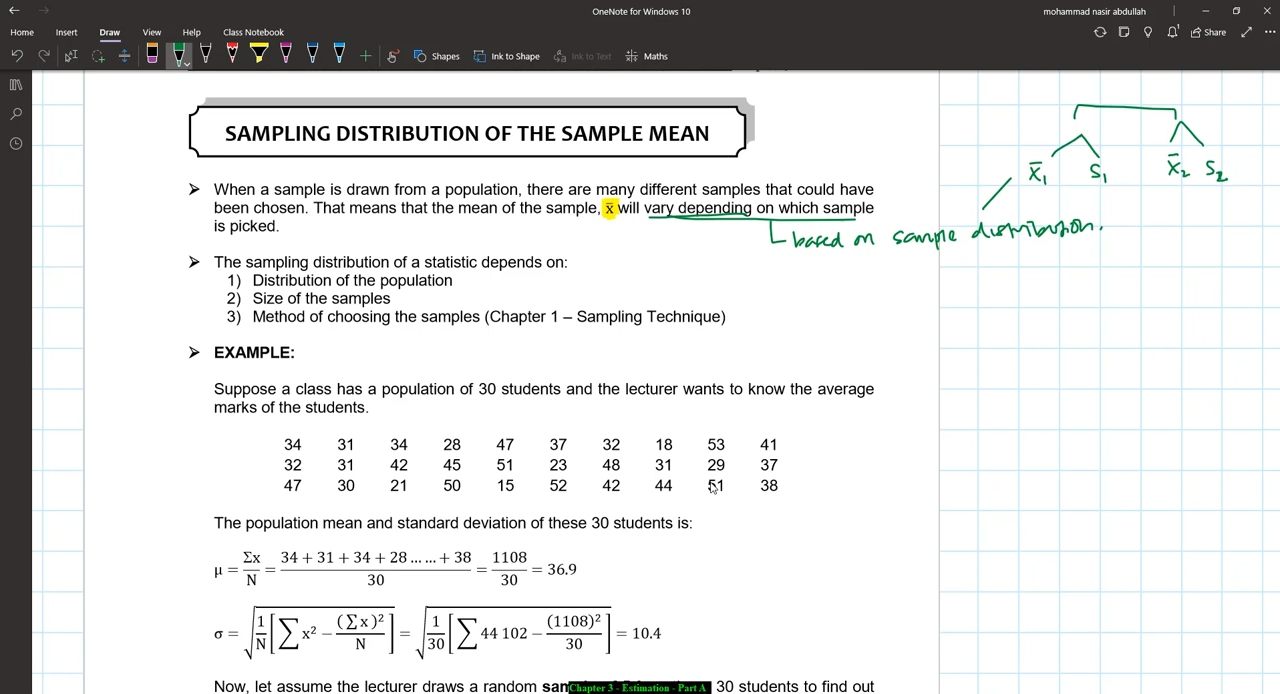 OneNote for Windows 10
mohammad nasir abdullah
Home Insert Draw View Help Class Notebook
Share
Shapes Ink to Shape Ink to Text Maths
SAMPLING DISTRIBUTION OF THE SAMPLE MEAN
➤ When a sample is drawn from a population, there are many different samples that could have
been chosen. That means that the mean of the sample, x̄ will vary depending on which sample
is picked.
x̄₁ S₁ x̄₂ S₂
based on sample distribution.
➤ The sampling distribution of a statistic depends on:
1) Distribution of the population
2) Size of the samples
3) Method of choosing the samples (Chapter 1 – Sampling Technique)
➤ EXAMPLE:
Suppose a class has a population of 30 students and the lecturer wants to know the average
marks of the students.
34 31 34 28 47 37 32 18 53 41
32 31 42 45 51 23 48 31 29 37
47 30 21 50 15 52 42 44 51 38
The population mean and standard deviation of these 30 students is:
μ = Σx/N = (34 + 31 + 34 + 28 … … + 38)/30 = 1108/30 = 36.9
σ = √(1/N [∑ x² − (∑ x)²/N]) = √(1/30 [∑ 44 102 − (1108)²/30]) = 10.4
Now, let assume the lecturer draws a random 30 students to find out
Chapter 3 - Estimation - Part A